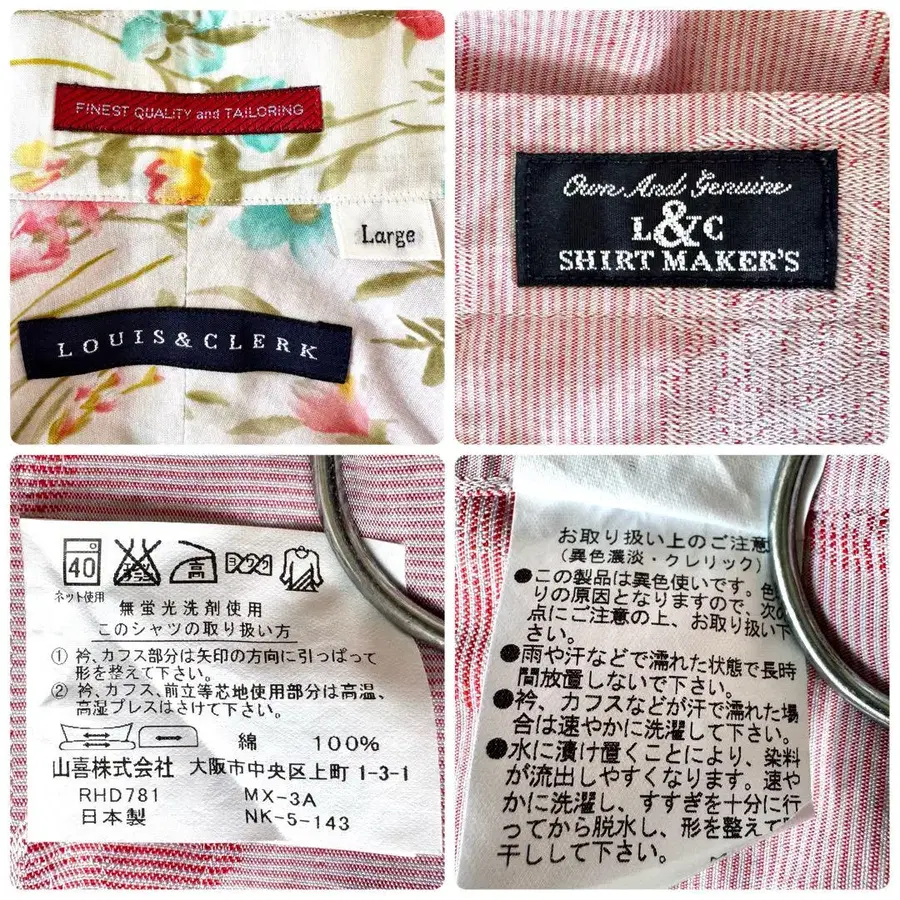 FINEST QUALITY and TAILORING
Large
LOUIS & CLERK
Own And Genuine
L&C
SHIRT MAKER'S
40 高 ヨワク
ネット使用
無蛍光洗剤使用
このシャツの取り扱い方
① 衿、カフス部分は矢印の方向に引っぱって
形を整えて下さい。
② 衿、カフス、前立等芯地使用部分は高温、
高湿プレスはさけて下さい。
綿 100%
山喜株式会社 大阪市中央区上町 1-3-1
RHD781 MX-3A
日本製 NK-5-143
お取り扱い上のご注意
(異色濃淡・クレリック)
●この製品は異色使いです。色
りの原因となりますので、次の
点にご注意の上、お取り扱い下
さい。
●雨や汗などで濡れた状態で長時
間放置しないで下さい。
●衿、カフスなどが汗で濡れた場
合は速やかに洗濯して下さい。
●水に漬け置くことにより、染料
が流出しやすくなります。速や
かに洗濯し、すすぎを十分に行
ってから脱水し、形を整えて
干しして下さい。